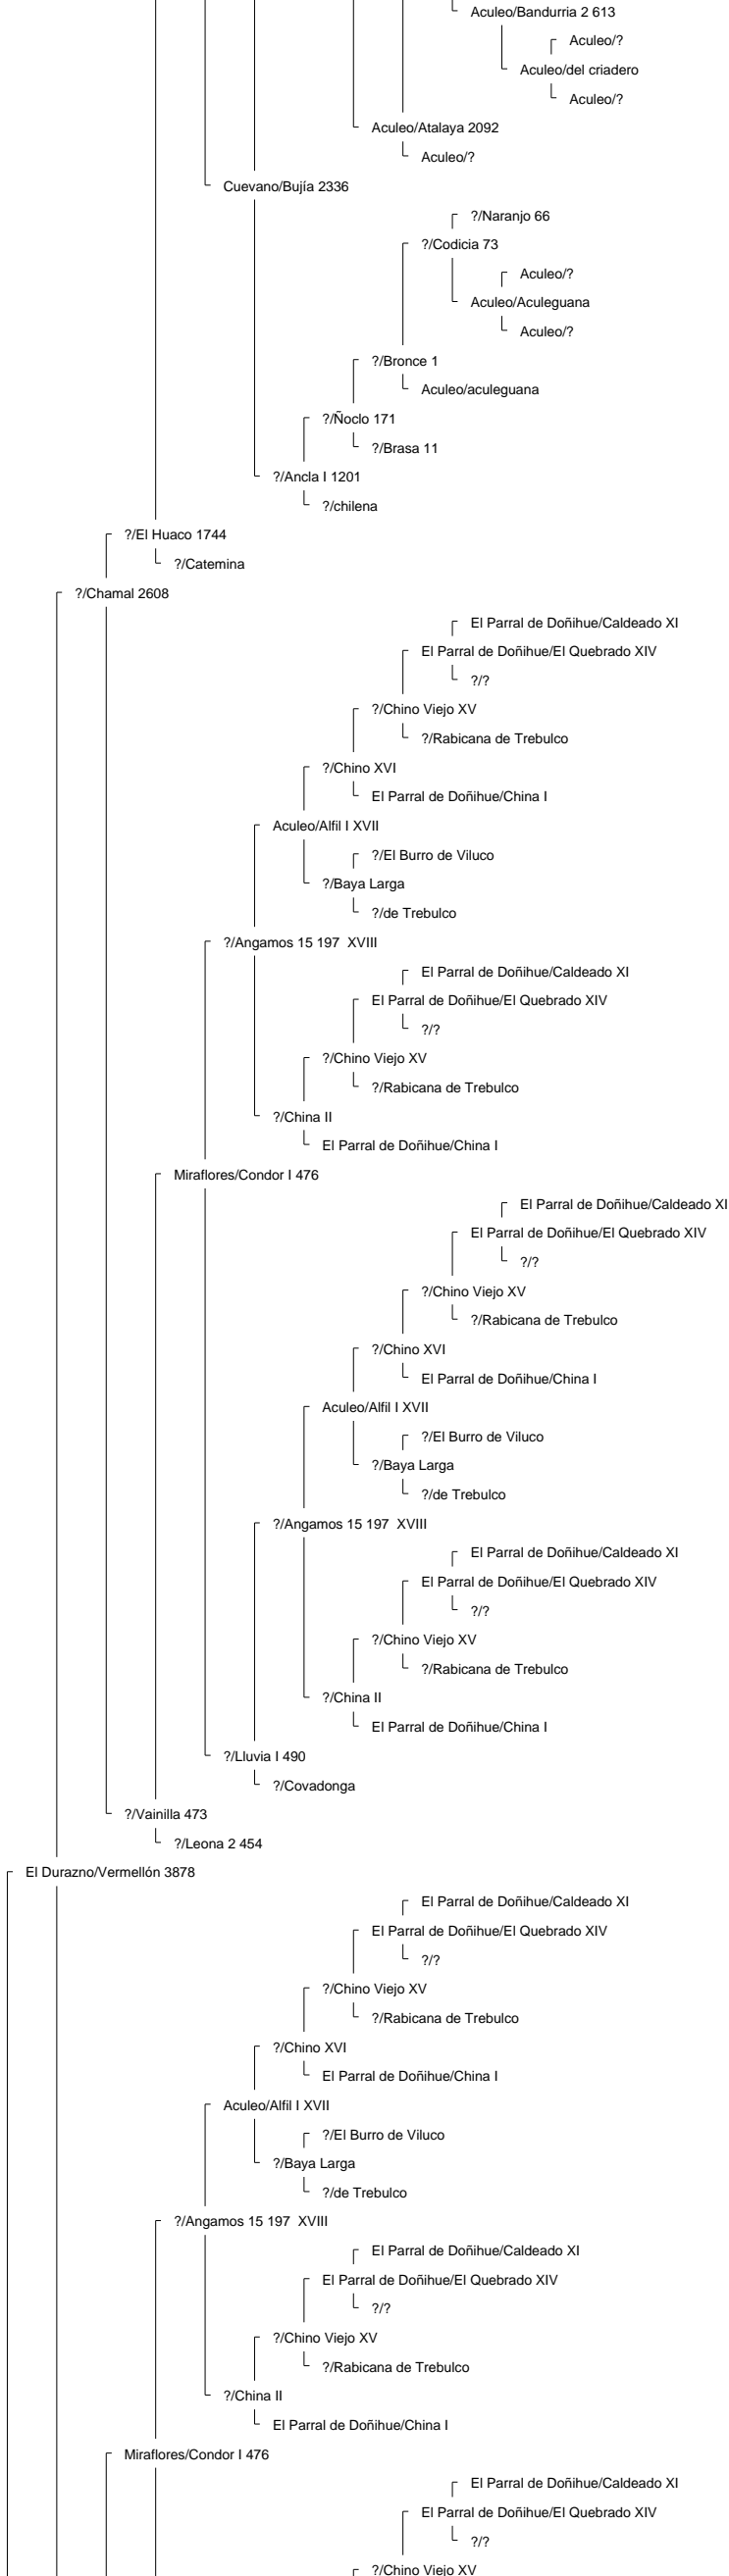 Aculeo/Bandurria 2 613
Aculeo/?
Aculeo/del criadero
Aculeo/?
Aculeo/Atalaya 2092
Aculeo/?
Cuevano/Bujía 2336
?/Naranjo 66
?/Codicia 73
Aculeo/?
Aculeo/Aculeguana
Aculeo/?
?/Bronce 1
Aculeo/aculeguana
?/Ñoclo 171
?/Brasa 11
?/Ancla I 1201
?/chilena
?/El Huaco 1744
?/Catemina
?/Chamal 2608
El Parral de Doñihue/Caldeado XI
El Parral de Doñihue/El Quebrado XIV
?/?
?/Chino Viejo XV
?/Rabicana de Trebulco
?/Chino XVI
El Parral de Doñihue/China I
Aculeo/Alfil I XVII
?/El Burro de Viluco
?/Baya Larga
?/de Trebulco
?/Angamos 15 197  XVIII
El Parral de Doñihue/Caldeado XI
El Parral de Doñihue/El Quebrado XIV
?/?
?/Chino Viejo XV
?/Rabicana de Trebulco
?/China II
El Parral de Doñihue/China I
Miraflores/Condor I 476
El Parral de Doñihue/Caldeado XI
El Parral de Doñihue/El Quebrado XIV
?/?
?/Chino Viejo XV
?/Rabicana de Trebulco
?/Chino XVI
El Parral de Doñihue/China I
Aculeo/Alfil I XVII
?/El Burro de Viluco
?/Baya Larga
?/de Trebulco
?/Angamos 15 197  XVIII
El Parral de Doñihue/Caldeado XI
El Parral de Doñihue/El Quebrado XIV
?/?
?/Chino Viejo XV
?/Rabicana de Trebulco
?/China II
El Parral de Doñihue/China I
?/Lluvia I 490
?/Covadonga
?/Vainilla 473
?/Leona 2 454
El Durazno/Vermellón 3878
El Parral de Doñihue/Caldeado XI
El Parral de Doñihue/El Quebrado XIV
?/?
?/Chino Viejo XV
?/Rabicana de Trebulco
?/Chino XVI
El Parral de Doñihue/China I
Aculeo/Alfil I XVII
?/El Burro de Viluco
?/Baya Larga
?/de Trebulco
?/Angamos 15 197  XVIII
El Parral de Doñihue/Caldeado XI
El Parral de Doñihue/El Quebrado XIV
?/?
?/Chino Viejo XV
?/Rabicana de Trebulco
?/China II
El Parral de Doñihue/China I
Miraflores/Condor I 476
El Parral de Doñihue/Caldeado XI
El Parral de Doñihue/El Quebrado XIV
?/?
?/Chino Viejo XV